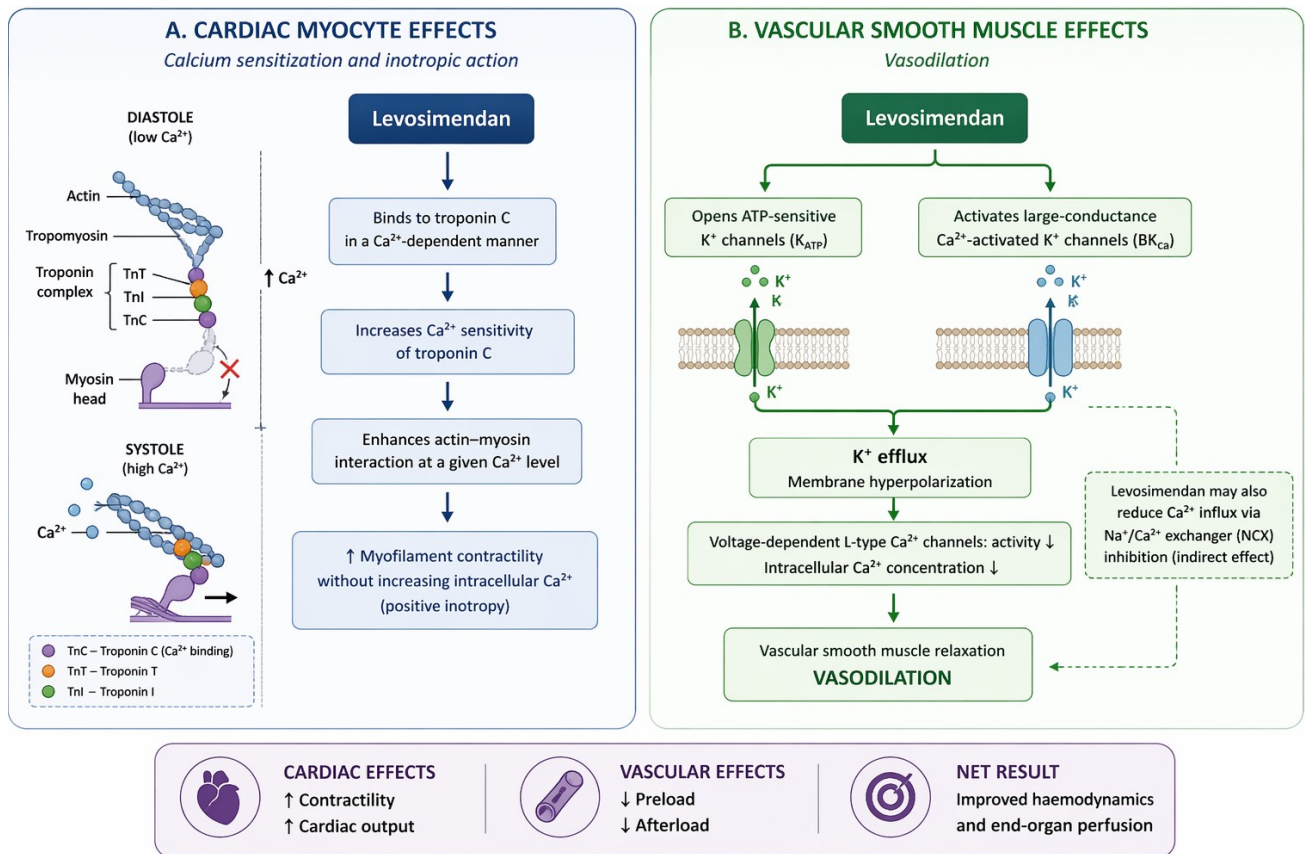 A. CARDIAC MYOCYTE EFFECTS
Calcium sensitization and inotropic action
DIASTOLE
(low Ca²⁺)
Actin
Tropomyosin
Troponin
complex
TnT
TnI
TnC
Myosin
head
↑ Ca²⁺
SYSTOLE
(high Ca²⁺)
Ca²⁺
TnC – Troponin C (Ca²⁺ binding)
TnT – Troponin T
TnI – Troponin I
Levosimendan
Binds to troponin C
in a Ca²⁺-dependent manner
Increases Ca²⁺ sensitivity
of troponin C
Enhances actin–myosin
interaction at a given Ca²⁺ level
↑ Myofilament contractility
without increasing intracellular Ca²⁺
(positive inotropy)
B. VASCULAR SMOOTH MUSCLE EFFECTS
Vasodilation
Levosimendan
Opens ATP-sensitive
K⁺ channels (K_ATP)
Activates large-conductance
Ca²⁺-activated K⁺ channels (BK_Ca)
K⁺
K⁺
K⁺
K⁺
K⁺ efflux
Membrane hyperpolarization
Voltage-dependent L-type Ca²⁺ channels: activity ↓
Intracellular Ca²⁺ concentration ↓
Vascular smooth muscle relaxation
VASODILATION
Levosimendan may also
reduce Ca²⁺ influx via
Na⁺/Ca²⁺ exchanger (NCX)
inhibition (indirect effect)
CARDIAC EFFECTS
↑ Contractility
↑ Cardiac output
VASCULAR EFFECTS
↓ Preload
↓ Afterload
NET RESULT
Improved haemodynamics
and end-organ perfusion